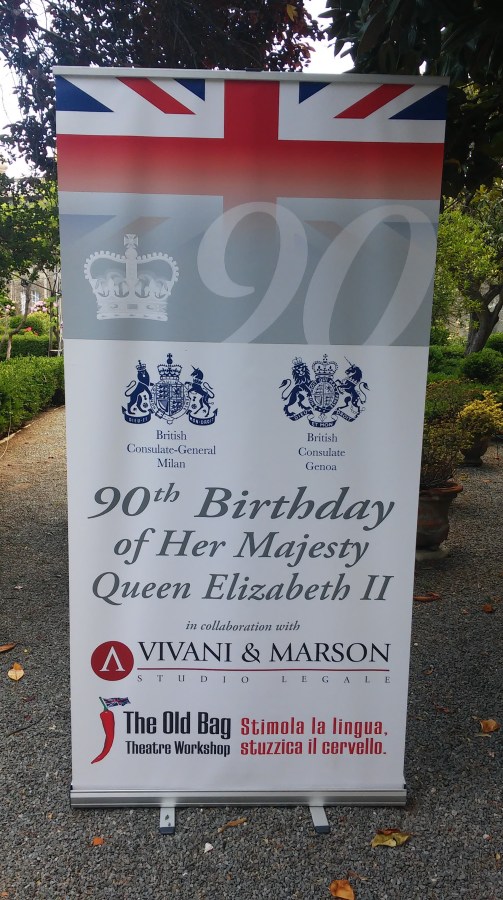 90
British
Consulate-General
Milan
British
Consulate
Genoa
90th Birthday
of Her Majesty
Queen Elizabeth II
in collaboration with
VIVANI & MARSON
STUDIO LEGALE
The Old Bag
Theatre Workshop
Stimola la lingua,
stuzzica il cervello.